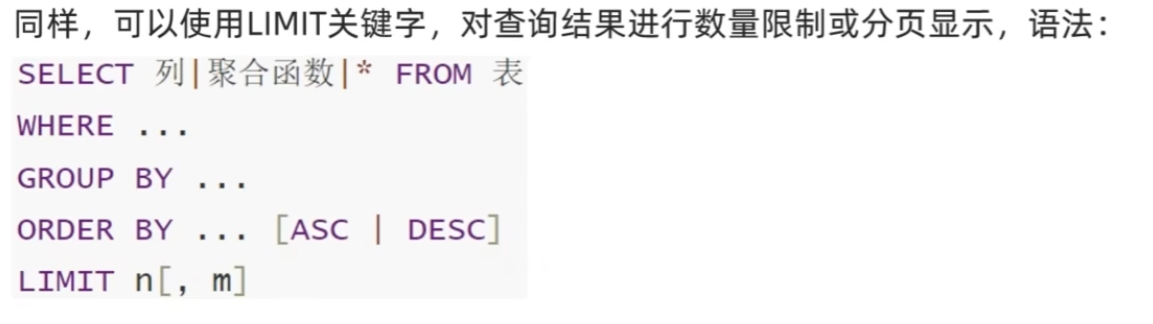 同样，可以使用LIMIT关键字，对查询结果进行数量限制或分页显示，语法：
SELECT 列|聚合函数|* FROM 表
WHERE ...
GROUP BY ...
ORDER BY ... [ASC | DESC]
LIMIT n[, m]